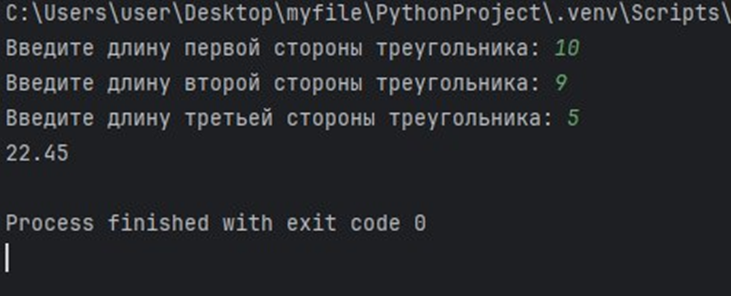 C:\Users\user\Desktop\myfile\PythonProject\.venv\Scripts\
Введите длину первой стороны треугольника: 10
Введите длину второй стороны треугольника: 9
Введите длину третьей стороны треугольника: 5
22.45
Process finished with exit code 0